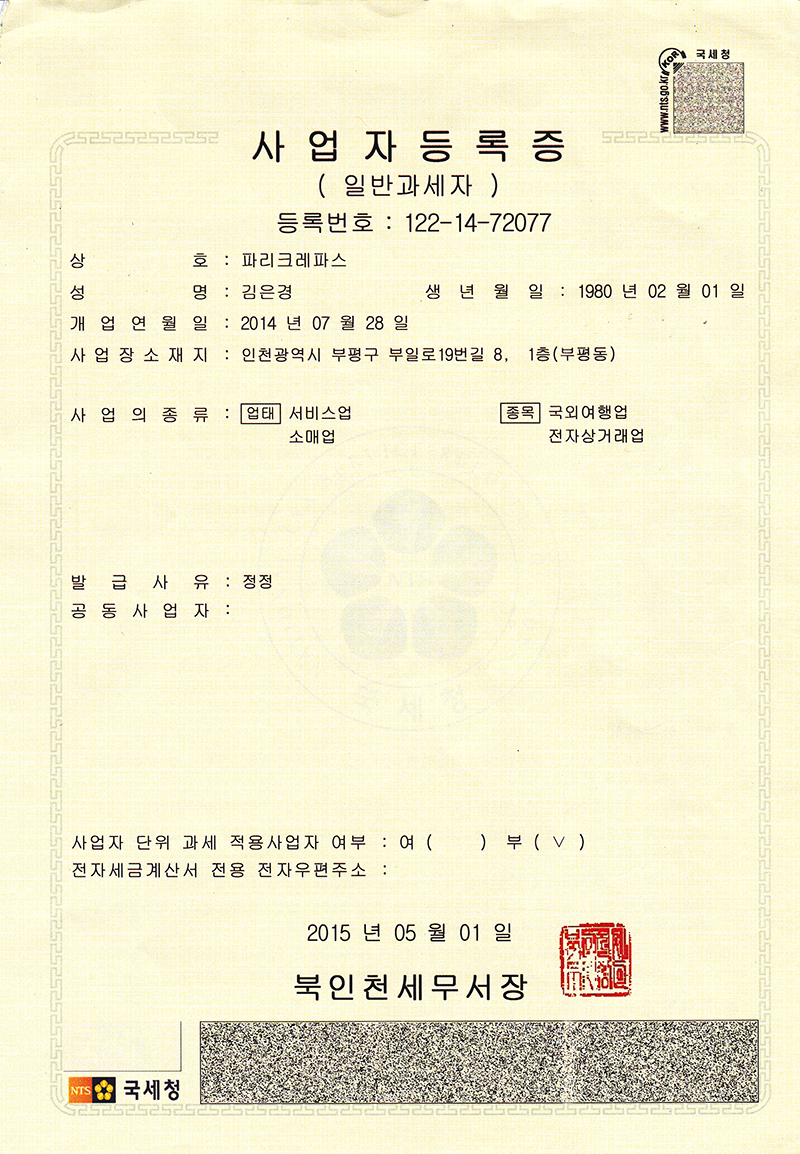 국세청
KOR
www.nts.go.kr
사업자등록증
( 일반과세자 )
등록번호 : 122-14-72077
상 호 : 파리크레파스
성 명 : 김은경 생 년 월 일 : 1980 년 02 월 01 일
개 업 연 월 일 : 2014 년 07 월 28 일
사 업 장 소 재 지 : 인천광역시 부평구 부일로19번길 8, 1층(부평동)
사 업 의 종 류 : 업태 서비스업 종목 국외여행업
소매업 전자상거래업
발 급 사 유 : 정정
공 동 사 업 자 :
NTS
국세청
사업자 단위 과세 적용사업자 여부 : 여 ( ) 부 ( ∨ )
전자세금계산서 전용 전자우편주소 :
2015 년 05 월 01 일
북인천세무서장
NTS 국세청